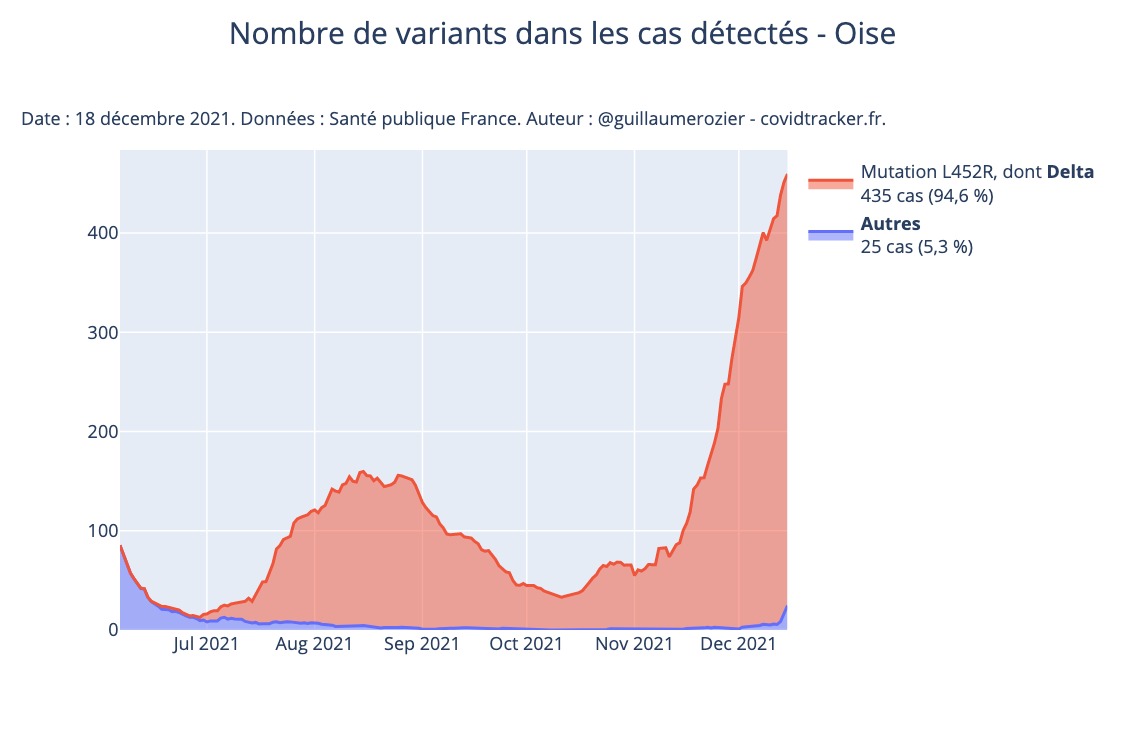 Nombre de variants dans les cas détectés - Oise
Date : 18 décembre 2021. Données : Santé publique France. Auteur : @guillaumerozier - covidtracker.fr.
Mutation L452R, dont Delta
435 cas (94,6 %)
Autres
25 cas (5,3 %)
400
300
200
100
0
Jul 2021
Aug 2021
Sep 2021
Oct 2021
Nov 2021
Dec 2021